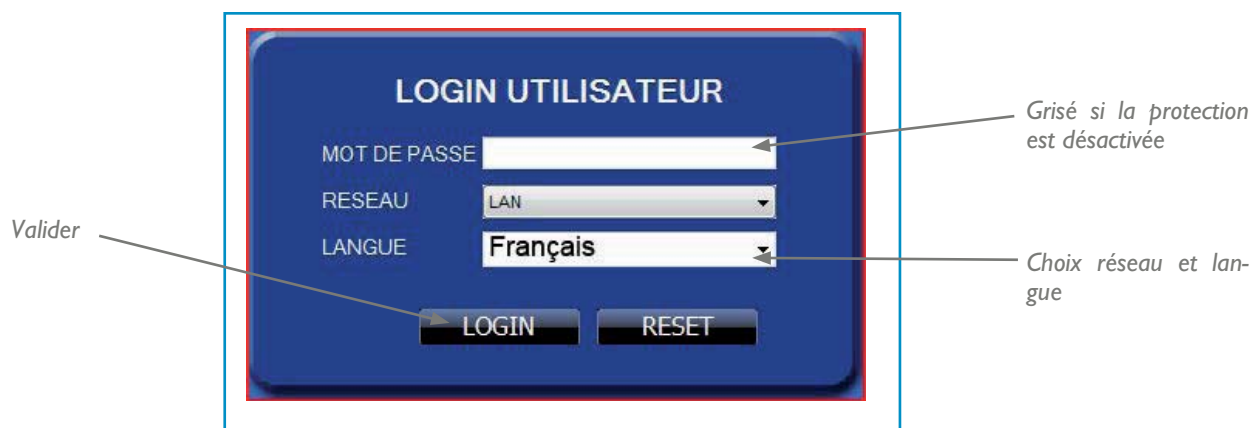 LOGIN UTILISATEUR
Grisé si la protection
est désactivée
MOT DE PASSE
RESEAU
LAN
Valider
LANGUE
Français
Choix réseau et lan-
gue
LOGIN
RESET